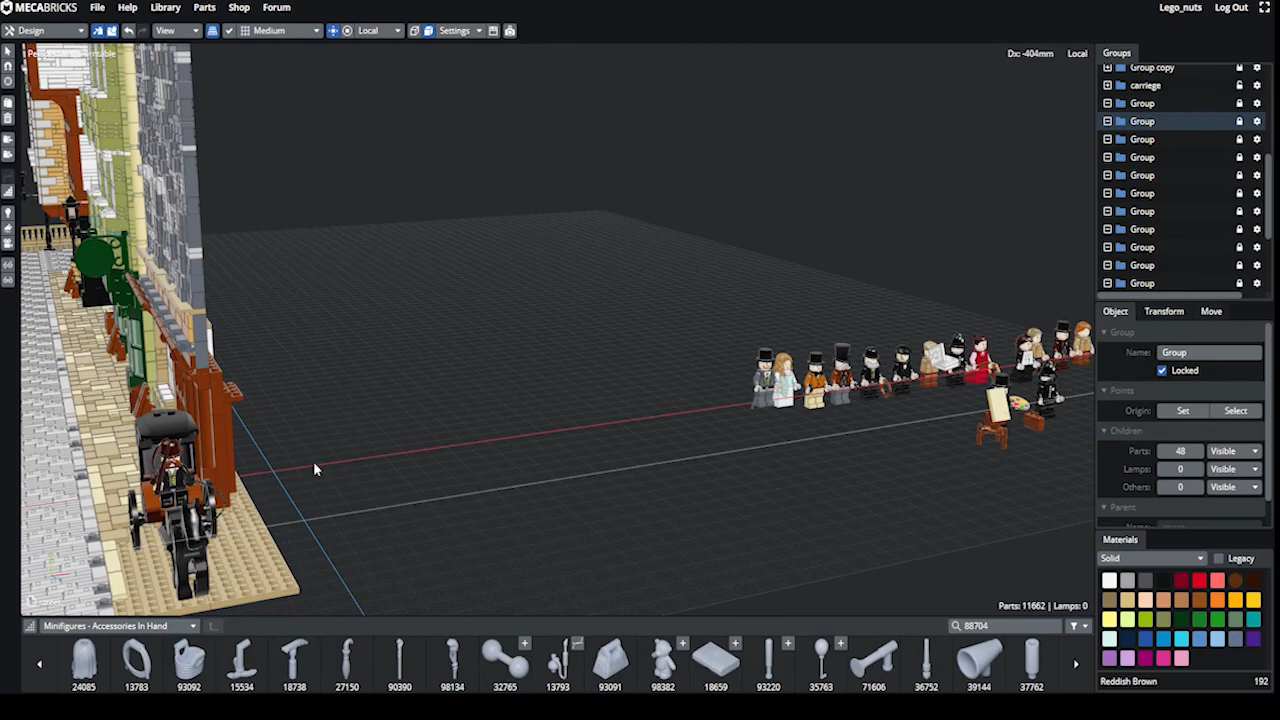 MECABRICKS File Help Library Parts Shop Forum Lego_nuts Log Out
Design View Medium Local Settings
Dx: -404mm Local
Groups
Group copy
carriege
Group
Group
Group
Group
Group
Group
Group
Group
Group
Group
Group
Object Transform Move
Group
Name: Group
Locked
Points
Origin: Set Select
Children
Parts: 48 Visible
Lamps: 0 Visible
Others: 0 Visible
Parent
Materials
Solid Legacy
Reddish Brown 192
Parts: 11662 | Lamps: 0
Minifigures - Accessories In Hand 88704
24085 13783 93092 15534 18738 27150 90390 98134 32765 13793 93091 98382 18659 93220 35763 71606 36752 39144 37762